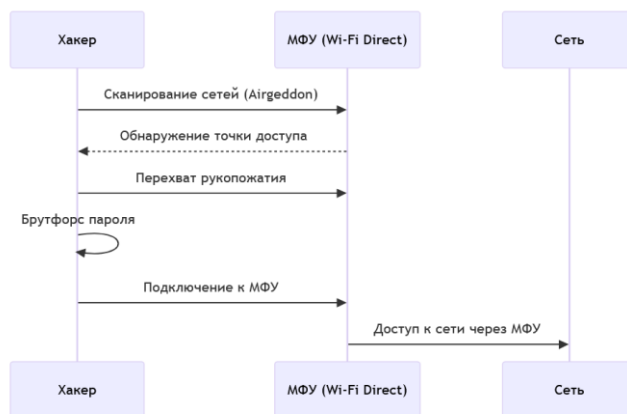 Хакер
МФУ (Wi-Fi Direct)
Сеть
Сканирование сетей (Airgeddon)
Обнаружение точки доступа
Перехват рукопожатия
Брутфорс пароля
Подключение к МФУ
Доступ к сети через МФУ
Хакер
МФУ (Wi-Fi Direct)
Сеть